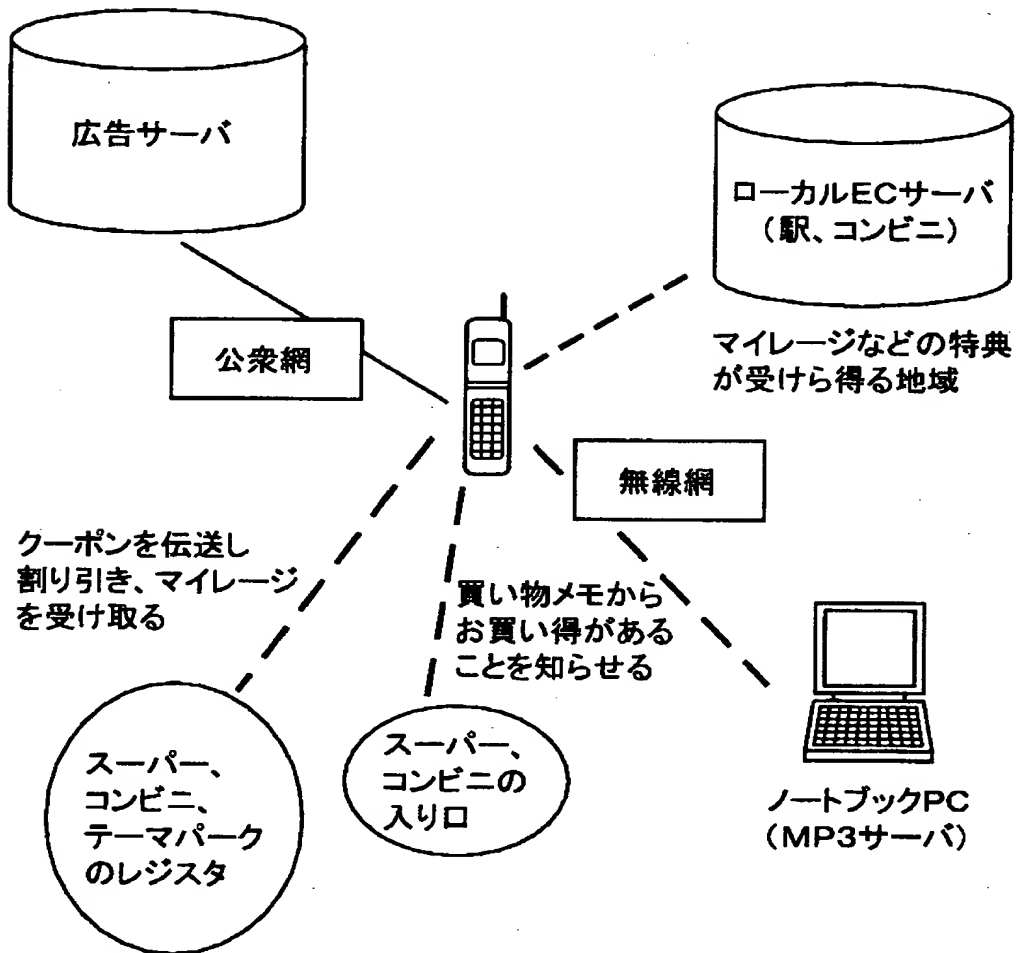 広告サーバ
ローカルECサーバ
(駅、コンビニ)
公衆網
マイレージなどの特典
が受けら得る地域
無線網
クーポンを伝送し
割り引き、マイレージ
を受け取る
買い物メモから
お買い得がある
ことを知らせる
スーパー、
コンビニ、
テーマパーク
のレジスタ
スーパー、
コンビニの
入り口
ノートブックPC
(MP3サーバ)